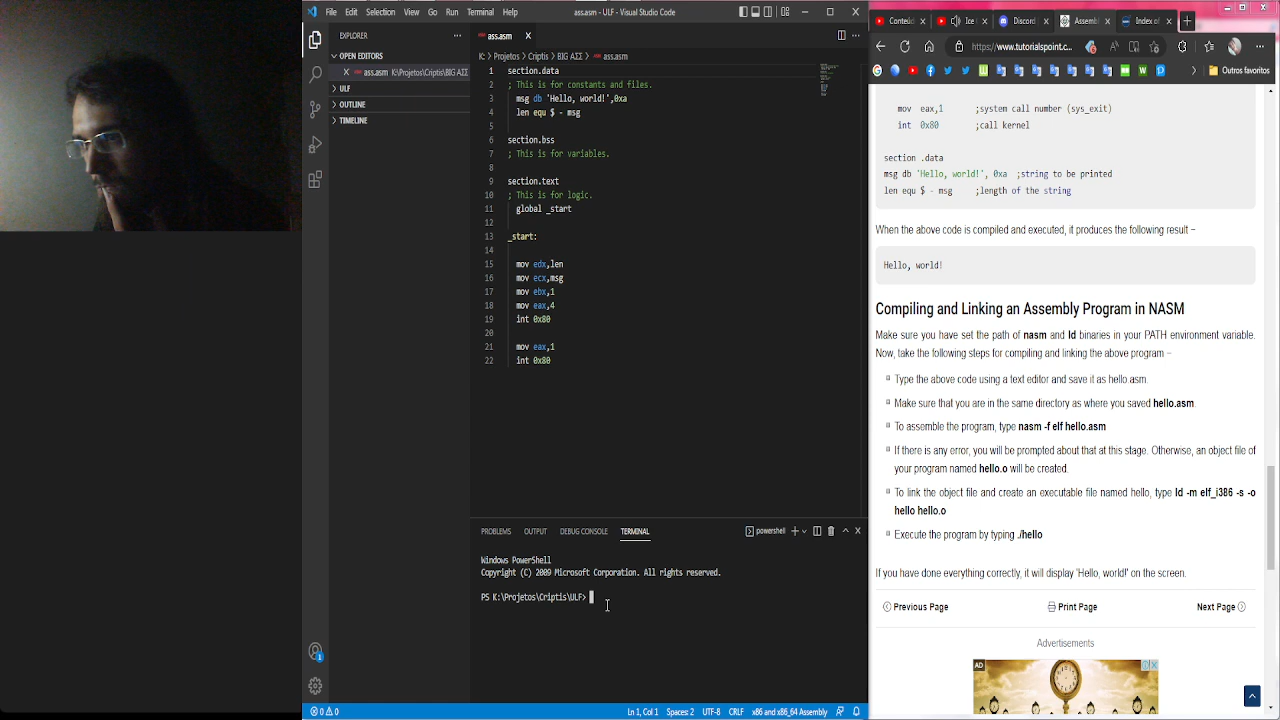 File Edit Selection View Go Run Terminal Help
ass.asm - ULF - Visual Studio Code
EXPLORER
OPEN EDITORS
ass.asm K:\Projetos\Criptis\BIG AΣΣ
ULF
OUTLINE
TIMELINE
ass.asm
K: > Projetos > Criptis > BIG AΣΣ > ass.asm
1 section.data
2 ; This is for constants and files.
3 msg db 'Hello, world!',0xa
4 len equ $ - msg
5
6 section.bss
7 ; This is for variables.
8
9 section.text
10 ; This is for logic.
11 global _start
12
13 _start:
14
15 mov edx,len
16 mov ecx,msg
17 mov ebx,1
18 mov eax,4
19 int 0x80
20
21 mov eax,1
22 int 0x80
PROBLEMS OUTPUT DEBUG CONSOLE TERMINAL
powershell
Windows PowerShell
Copyright (C) 2009 Microsoft Corporation. All rights reserved.
PS K:\Projetos\Criptis\ULF>
0 0
Ln 1, Col 1 Spaces: 2 UTF-8 CRLF x86 and x86_64 Assembly
Conteúd Ice Discord Assembl Index of
https://www.tutorialspoint.c...
Outros favoritos
mov eax,1 ;system call number (sys_exit)
int 0x80 ;call kernel
section .data
msg db 'Hello, world!', 0xa ;string to be printed
len equ $ - msg ;length of the string
When the above code is compiled and executed, it produces the following result −
Hello, world!
Compiling and Linking an Assembly Program in NASM
Make sure you have set the path of nasm and ld binaries in your PATH environment variable.
Now, take the following steps for compiling and linking the above program −
Type the above code using a text editor and save it as hello.asm.
Make sure that you are in the same directory as where you saved hello.asm.
To assemble the program, type nasm -f elf hello.asm
If there is any error, you will be prompted about that at this stage. Otherwise, an object file of
your program named hello.o will be created.
To link the object file and create an executable file named hello, type ld -m elf_i386 -s -o
hello hello.o
Execute the program by typing ./hello
If you have done everything correctly, it will display 'Hello, world!' on the screen.
Previous Page Print Page Next Page
Advertisements
AD